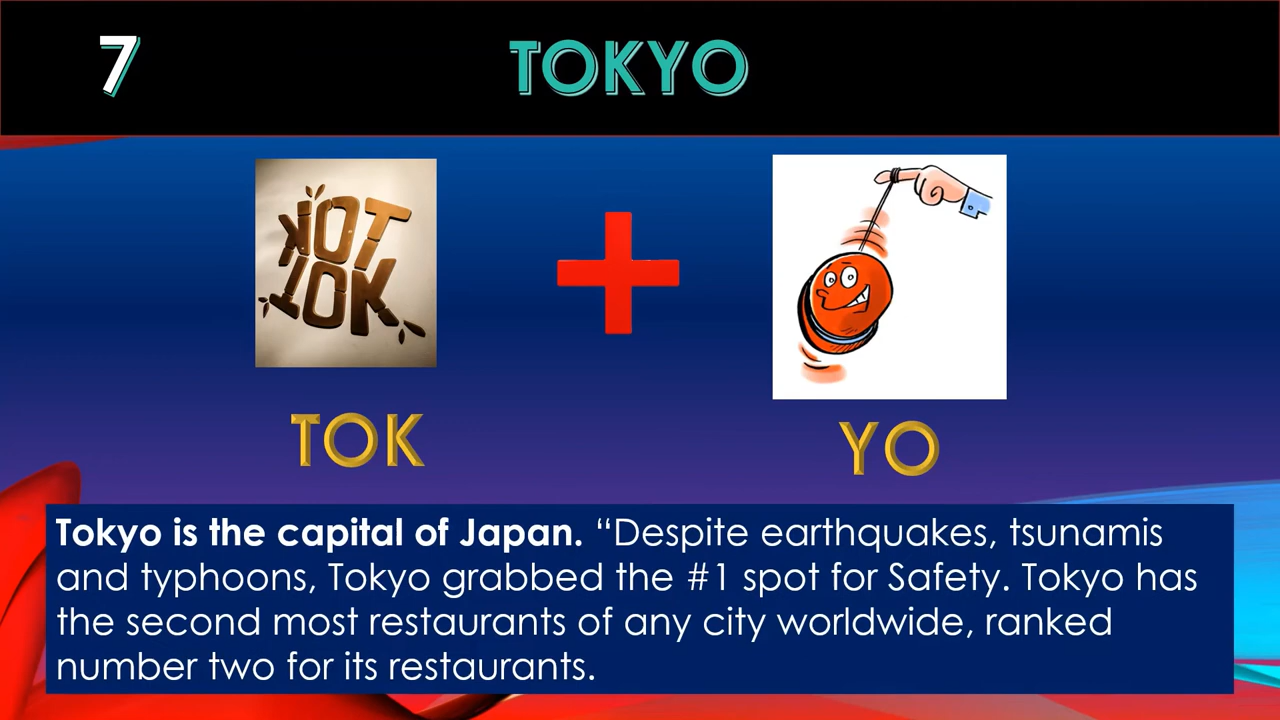 7 TOKYO
KOT
TOK
TOK
YO
Tokyo is the capital of Japan. “Despite earthquakes, tsunamis
and typhoons, Tokyo grabbed the #1 spot for Safety. Tokyo has
the second most restaurants of any city worldwide, ranked
number two for its restaurants.